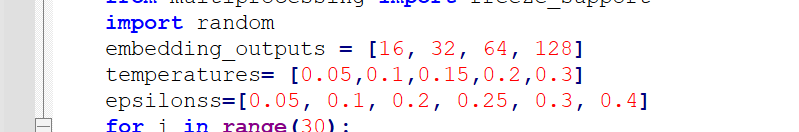 from multiprocessing import freeze_support
import random
embedding_outputs = [16, 32, 64, 128]
temperatures= [0.05,0.1,0.15,0.2,0.3]
epsilonss=[0.05, 0.1, 0.2, 0.25, 0.3, 0.4]
for i in range(30):